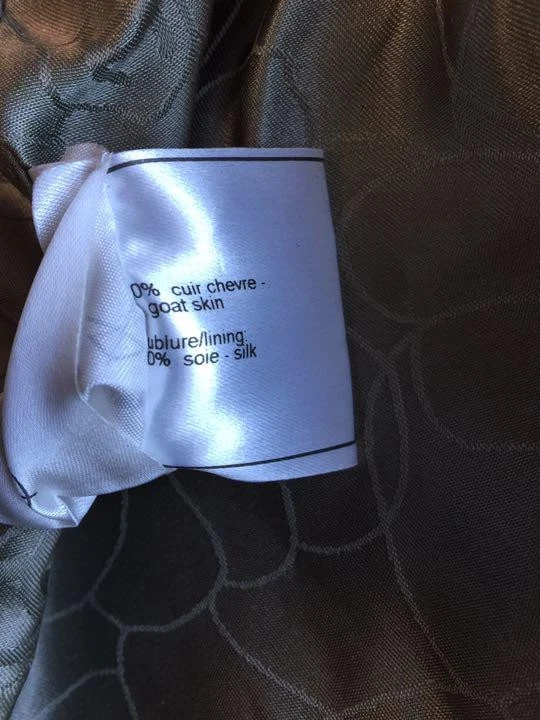 0% cuir chevre -
goat skin
ublure/lining:
0% soie - silk